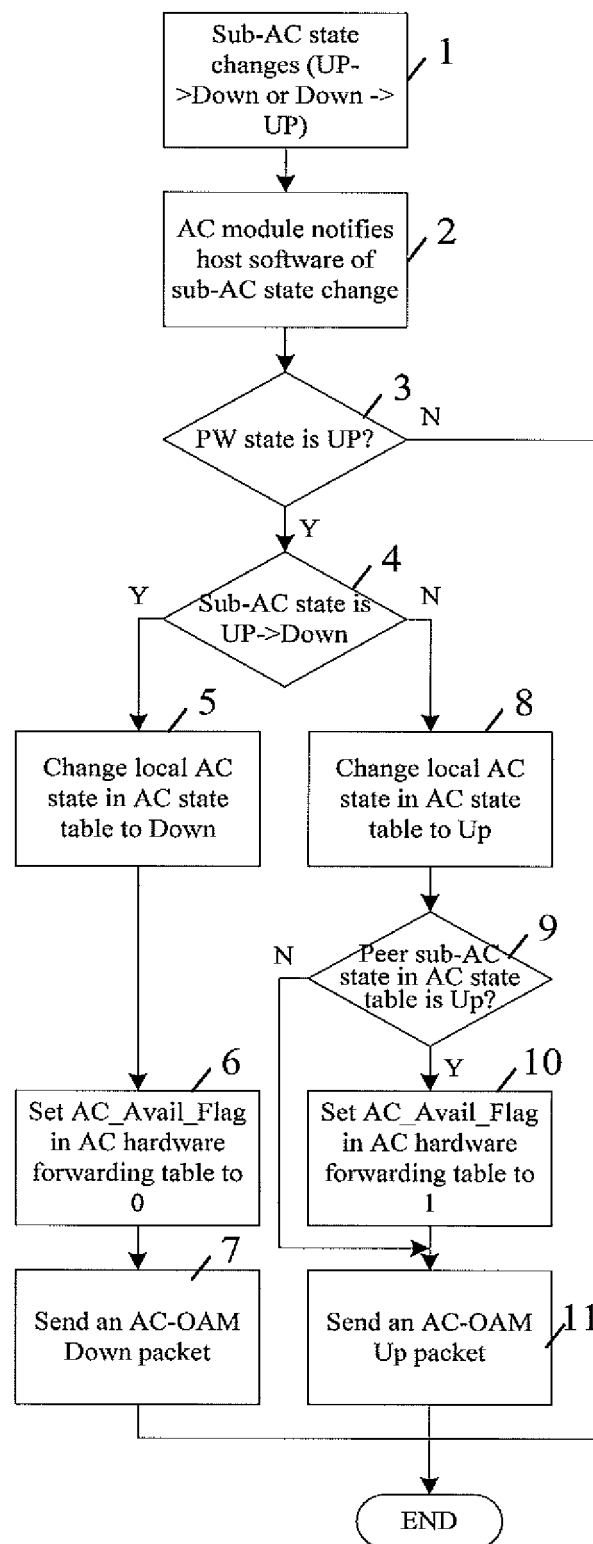 Sub-AC state
changes (UP-
>Down or Down ->
UP)
1
AC module notifies
host software of
sub-AC state change
2
PW state is UP?
3
N
Y
Sub-AC state is
UP->Down
4
Y
N
Change local AC
state in AC state
table to Down
5
Change local AC
state in AC state
table to Up
8
Peer sub-AC
state in AC state
table is Up?
9
N
Y
Set AC_Avail_Flag
in AC hardware
forwarding table to
0
6
Set AC_Avail_Flag
in AC hardware
forwarding table to
1
10
Send an AC-OAM
Down packet
7
Send an AC-OAM
Up packet
11
END